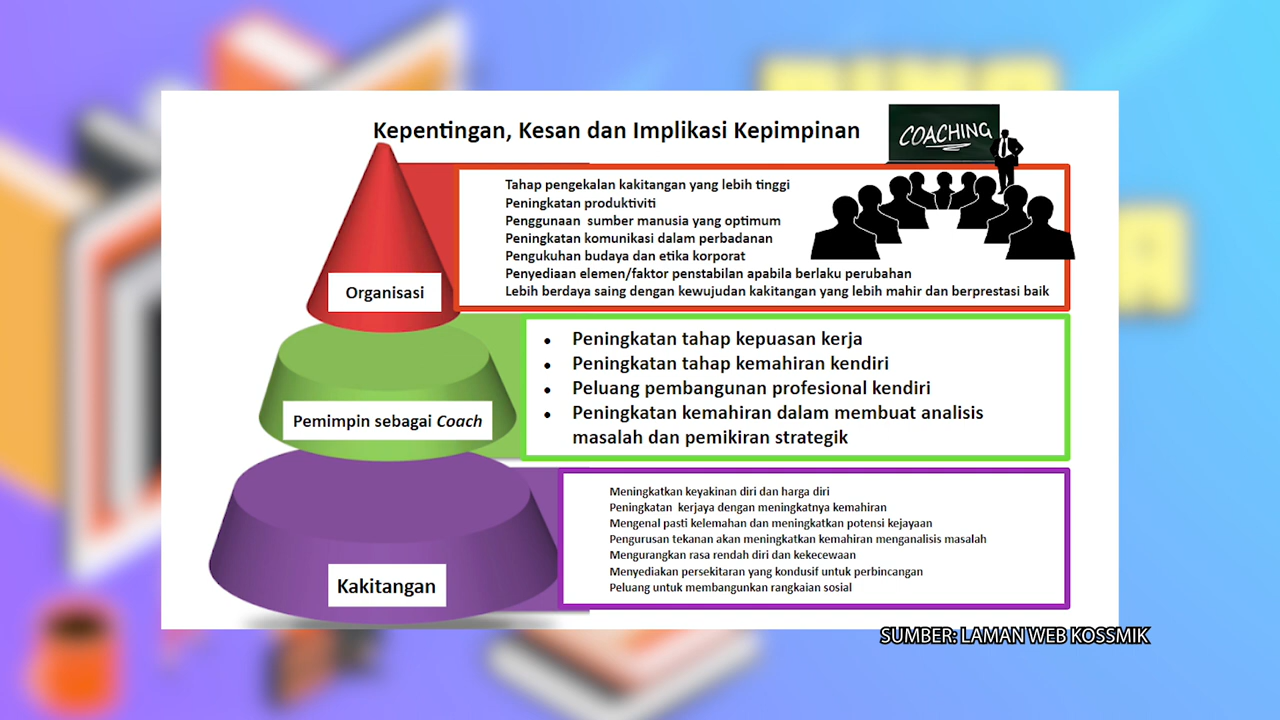 Kepentingan, Kesan dan Implikasi Kepimpinan
COACHING
Tahap pengekalan kakitangan yang lebih tinggi
Peningkatan produktiviti
Penggunaan sumber manusia yang optimum
Peningkatan komunikasi dalam perbadanan
Pengukuhan budaya dan etika korporat
Penyediaan elemen/faktor penstabilan apabila berlaku perubahan
Lebih berdaya saing dengan kewujudan kakitangan yang lebih mahir dan berprestasi baik
Organisasi
• Peningkatan tahap kepuasan kerja
• Peningkatan tahap kemahiran kendiri
• Peluang pembangunan profesional kendiri
• Peningkatan kemahiran dalam membuat analisis
masalah dan pemikiran strategik
Pemimpin sebagai Coach
Meningkatkan keyakinan diri dan harga diri
Peningkatan kerjaya dengan meningkatnya kemahiran
Mengenal pasti kelemahan dan meningkatkan potensi kejayaan
Pengurusan tekanan akan meningkatkan kemahiran menganalisis masalah
Mengurangkan rasa rendah diri dan kekecewaan
Menyediakan persekitaran yang kondusif untuk perbincangan
Peluang untuk membangunkan rangkaian sosial
Kakitangan
SUMBER: LAMAN WEB KOSSMIK